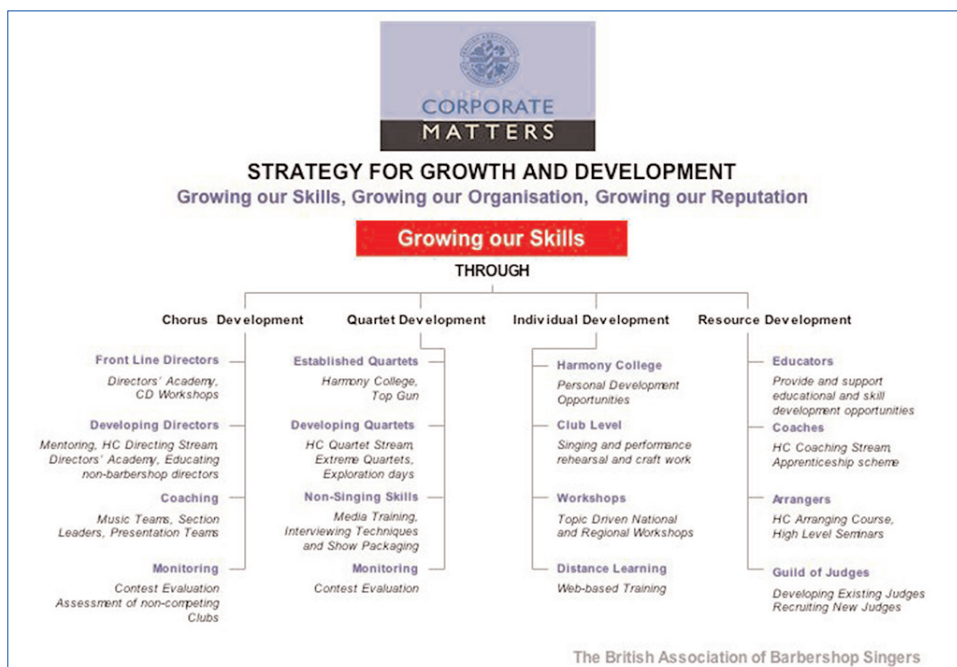 BRITISH ASSOCIATION OF BARBERSHOP SINGERS
CORPORATE
MATTERS
STRATEGY FOR GROWTH AND DEVELOPMENT
Growing our Skills, Growing our Organisation, Growing our Reputation
Growing our Skills
THROUGH
Chorus Development
Front Line Directors
Directors' Academy,
CD Workshops
Developing Directors
Mentoring, HC Directing Stream,
Directors' Academy, Educating
non-barbershop directors
Coaching
Music Teams, Section
Leaders, Presentation Teams
Monitoring
Contest Evaluation
Assessment of non-competing
Clubs
Quartet Development
Established Quartets
Harmony College,
Top Gun
Developing Quartets
HC Quartet Stream,
Extreme Quartets,
Exploration days
Non-Singing Skills
Media Training,
Interviewing Techniques
and Show Packaging
Monitoring
Contest Evaluation
Individual Development
Harmony College
Personal Development
Opportunities
Club Level
Singing and performance
rehearsal and craft work
Workshops
Topic Driven National
and Regional Workshops
Distance Learning
Web-based Training
Resource Development
Educators
Provide and support
educational and skill
development opportunities
Coaches
HC Coaching Stream,
Apprenticeship scheme
Arrangers
HC Arranging Course,
High Level Seminars
Guild of Judges
Developing Existing Judges
Recruiting New Judges
The British Association of Barbershop Singers